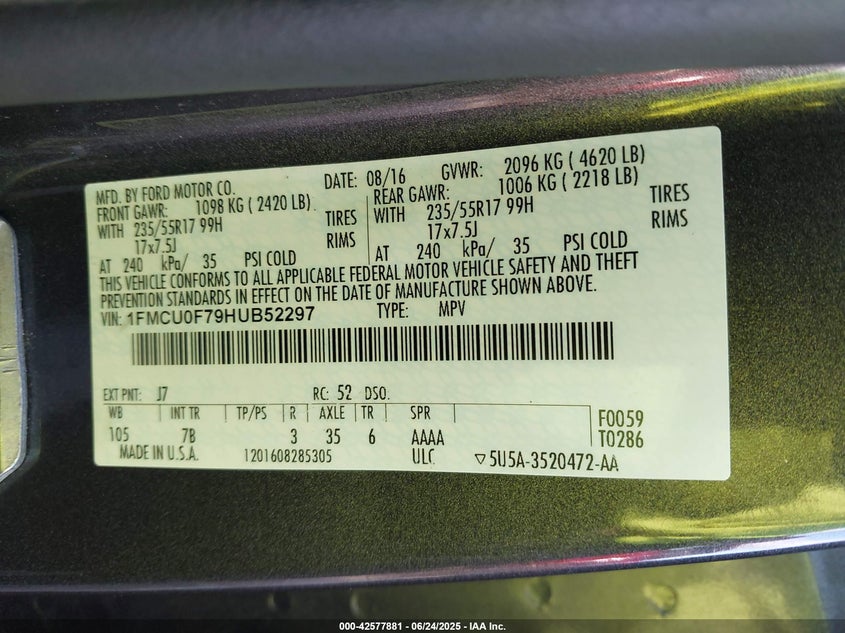 MFD. BY FORD MOTOR CO. DATE: 08/16 GVWR: 2096 KG ( 4620 LB)
FRONT GAWR: 1098 KG ( 2420 LB) REAR GAWR: 1006 KG ( 2218 LB)
WITH 235/55R17 99H TIRES WITH 235/55R17 99H TIRES
17x7.5J RIMS 17x7.5J RIMS
AT 240 kPa/ 35 PSI COLD AT 240 kPa/ 35 PSI COLD
THIS VEHICLE CONFORMS TO ALL APPLICABLE FEDERAL MOTOR VEHICLE SAFETY AND THEFT
PREVENTION STANDARDS IN EFFECT ON THE DATE OF MANUFACTURE SHOWN ABOVE.
VIN: 1FMCU0F79HUB52297 TYPE: MPV
EXT PNT: J7 RC: 52 DSO:
WB INT TR TP/PS R AXLE TR SPR F0059
105 7B 3 35 6 AAAA T0286
MADE IN U.S.A. 1201608285305 ULC ▽5U5A-3520472-AA
000-42577881 - 06/24/2025 - IAA Inc.